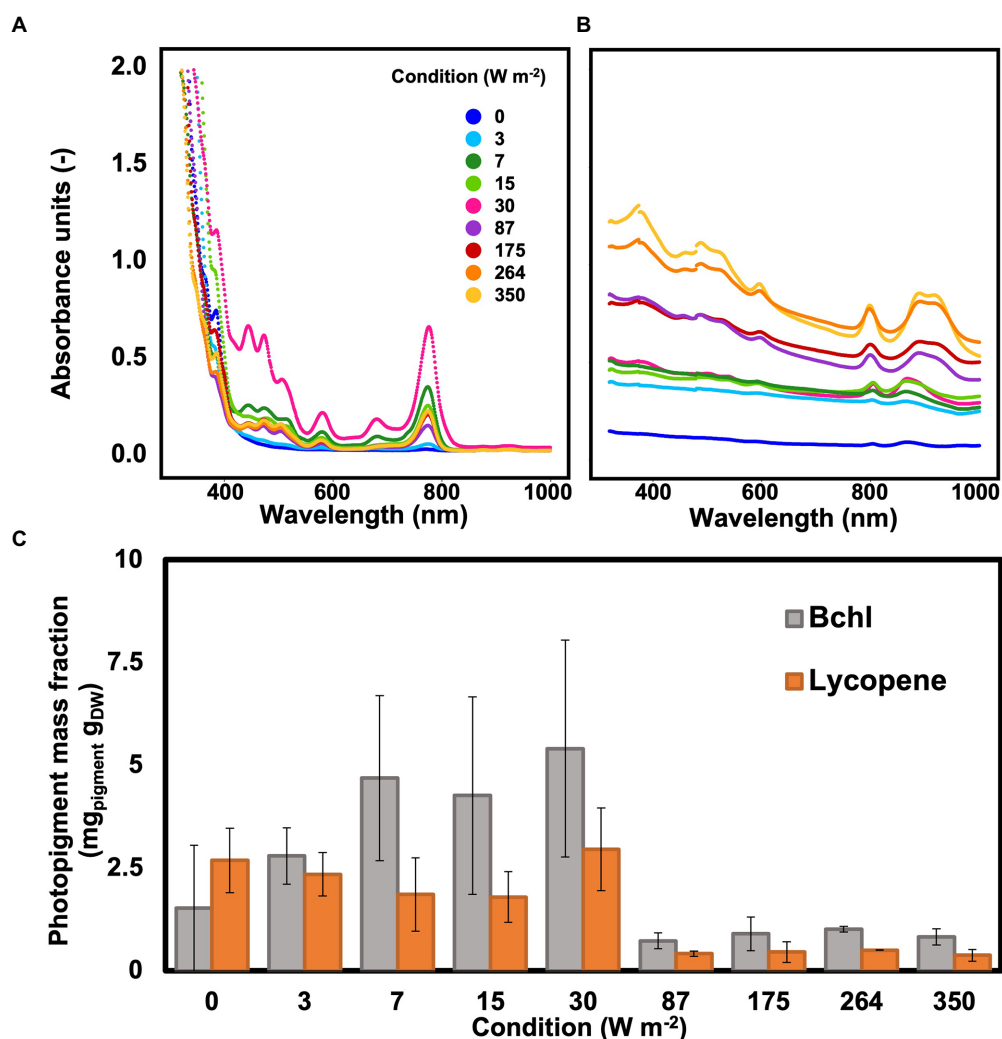 A
B
2.0
1.5
1.0
0.5
0.0
Absorbance units (-)
Condition (W m-2)
0
3
7
15
30
87
175
264
350
400 600 800 1000
Wavelength (nm)
400 600 800 1000
Wavelength (nm)
C
10
7.5
5
2.5
0
Photopigment mass fraction
(mgpigment gDW)
Bchl
Lycopene
0 3 7 15 30 87 175 264 350
Condition (W m-2)